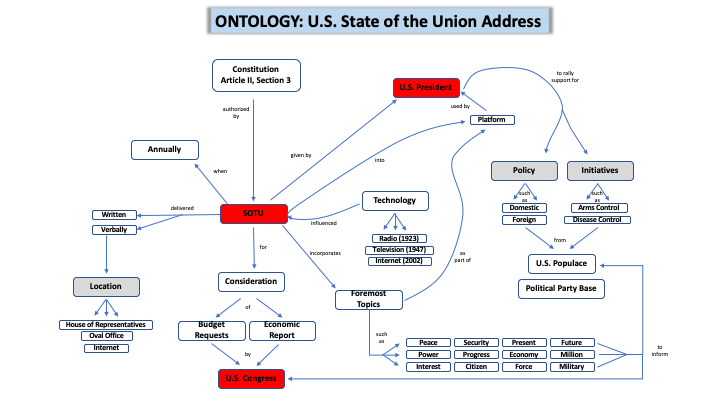 ONTOLOGY: U.S. State of the Union Address
Constitution
Article II, Section 3
U.S. President
to rally
support for
authorized
by
used by
Platform
Annually
given by
into
Policy
Initiatives
when
such
as
such
as
Technology
Domestic
Arms Control
delivered
Written
SOTU
Foreign
Disease Control
influenced
Verbally
Radio (1923)
from
for
Television (1947)
incorporates
Internet (2002)
as
part of
U.S. Populace
Location
Consideration
Political Party Base
Foremost
Topics
of
House of Representatives
Budget
Requests
Economic
Report
Oval Office
such
as
Internet
Peace
Security
Present
Future
Power
Progress
Economy
Million
Interest
Citizen
Force
Military
to
inform
by
U.S. Congress